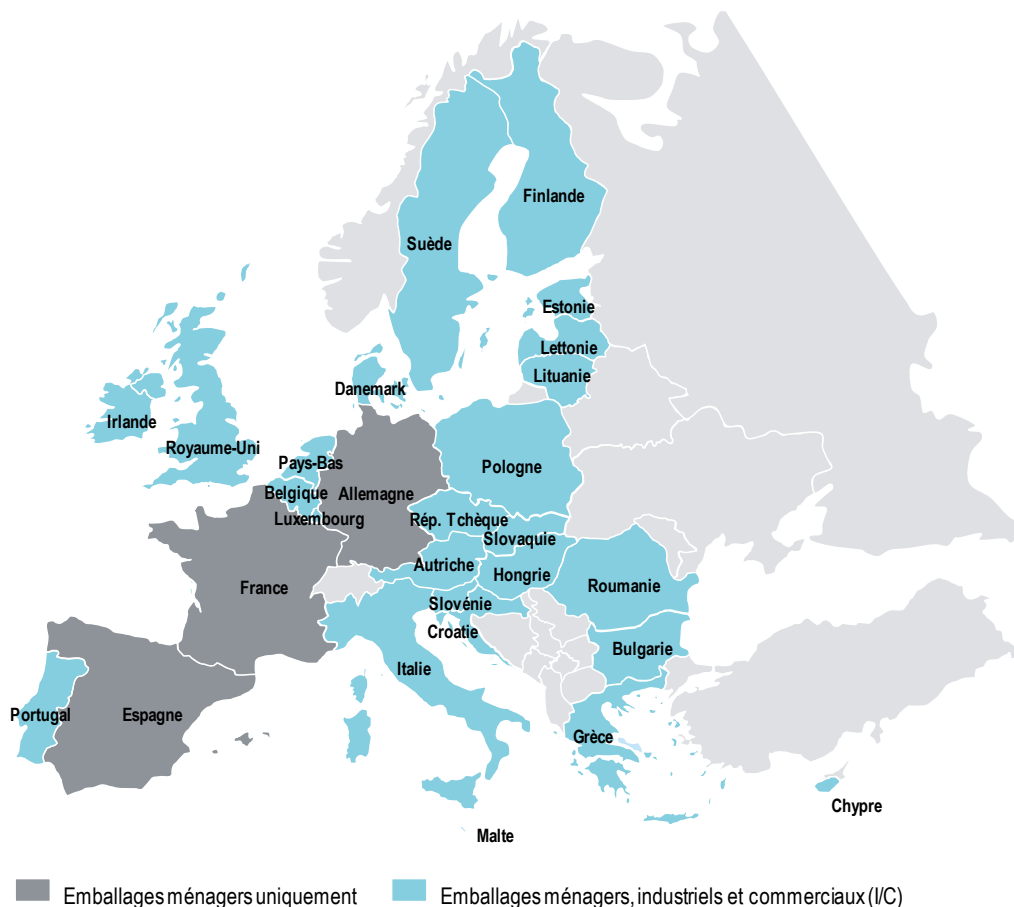 Finlande
Suède
Estonie
Lettonie
Lituanie
Danemark
Irlande
Royaume-Uni
Pays-Bas
Pologne
Belgique
Allemagne
Luxembourg
Rép. Tchèque
Slovaquie
Autriche
Hongrie
France
Roumanie
Slovénie
Croatie
Bulgarie
Italie
Portugal
Espagne
Grèce
Chypre
Malte
Emballages ménagers uniquement
Emballages ménagers, industriels et commerciaux (I/C)